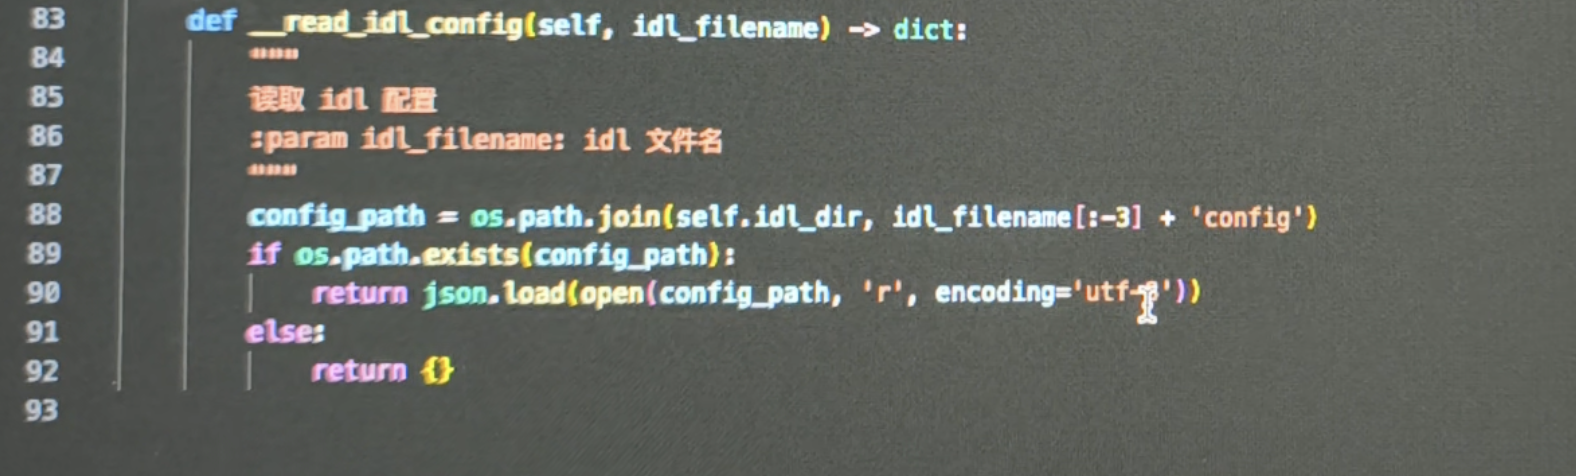 83 def __read_idl_config(self, idl_filename) -> dict:
84 """
85 读取 idl 配置
86 :param idl_filename: idl 文件名
87 """
88 config_path = os.path.join(self.idl_dir, idl_filename[:-3] + 'config')
89 if os.path.exists(config_path):
90 return json.load(open(config_path, 'r', encoding='utf-8'))
91 else:
92 return {}
93